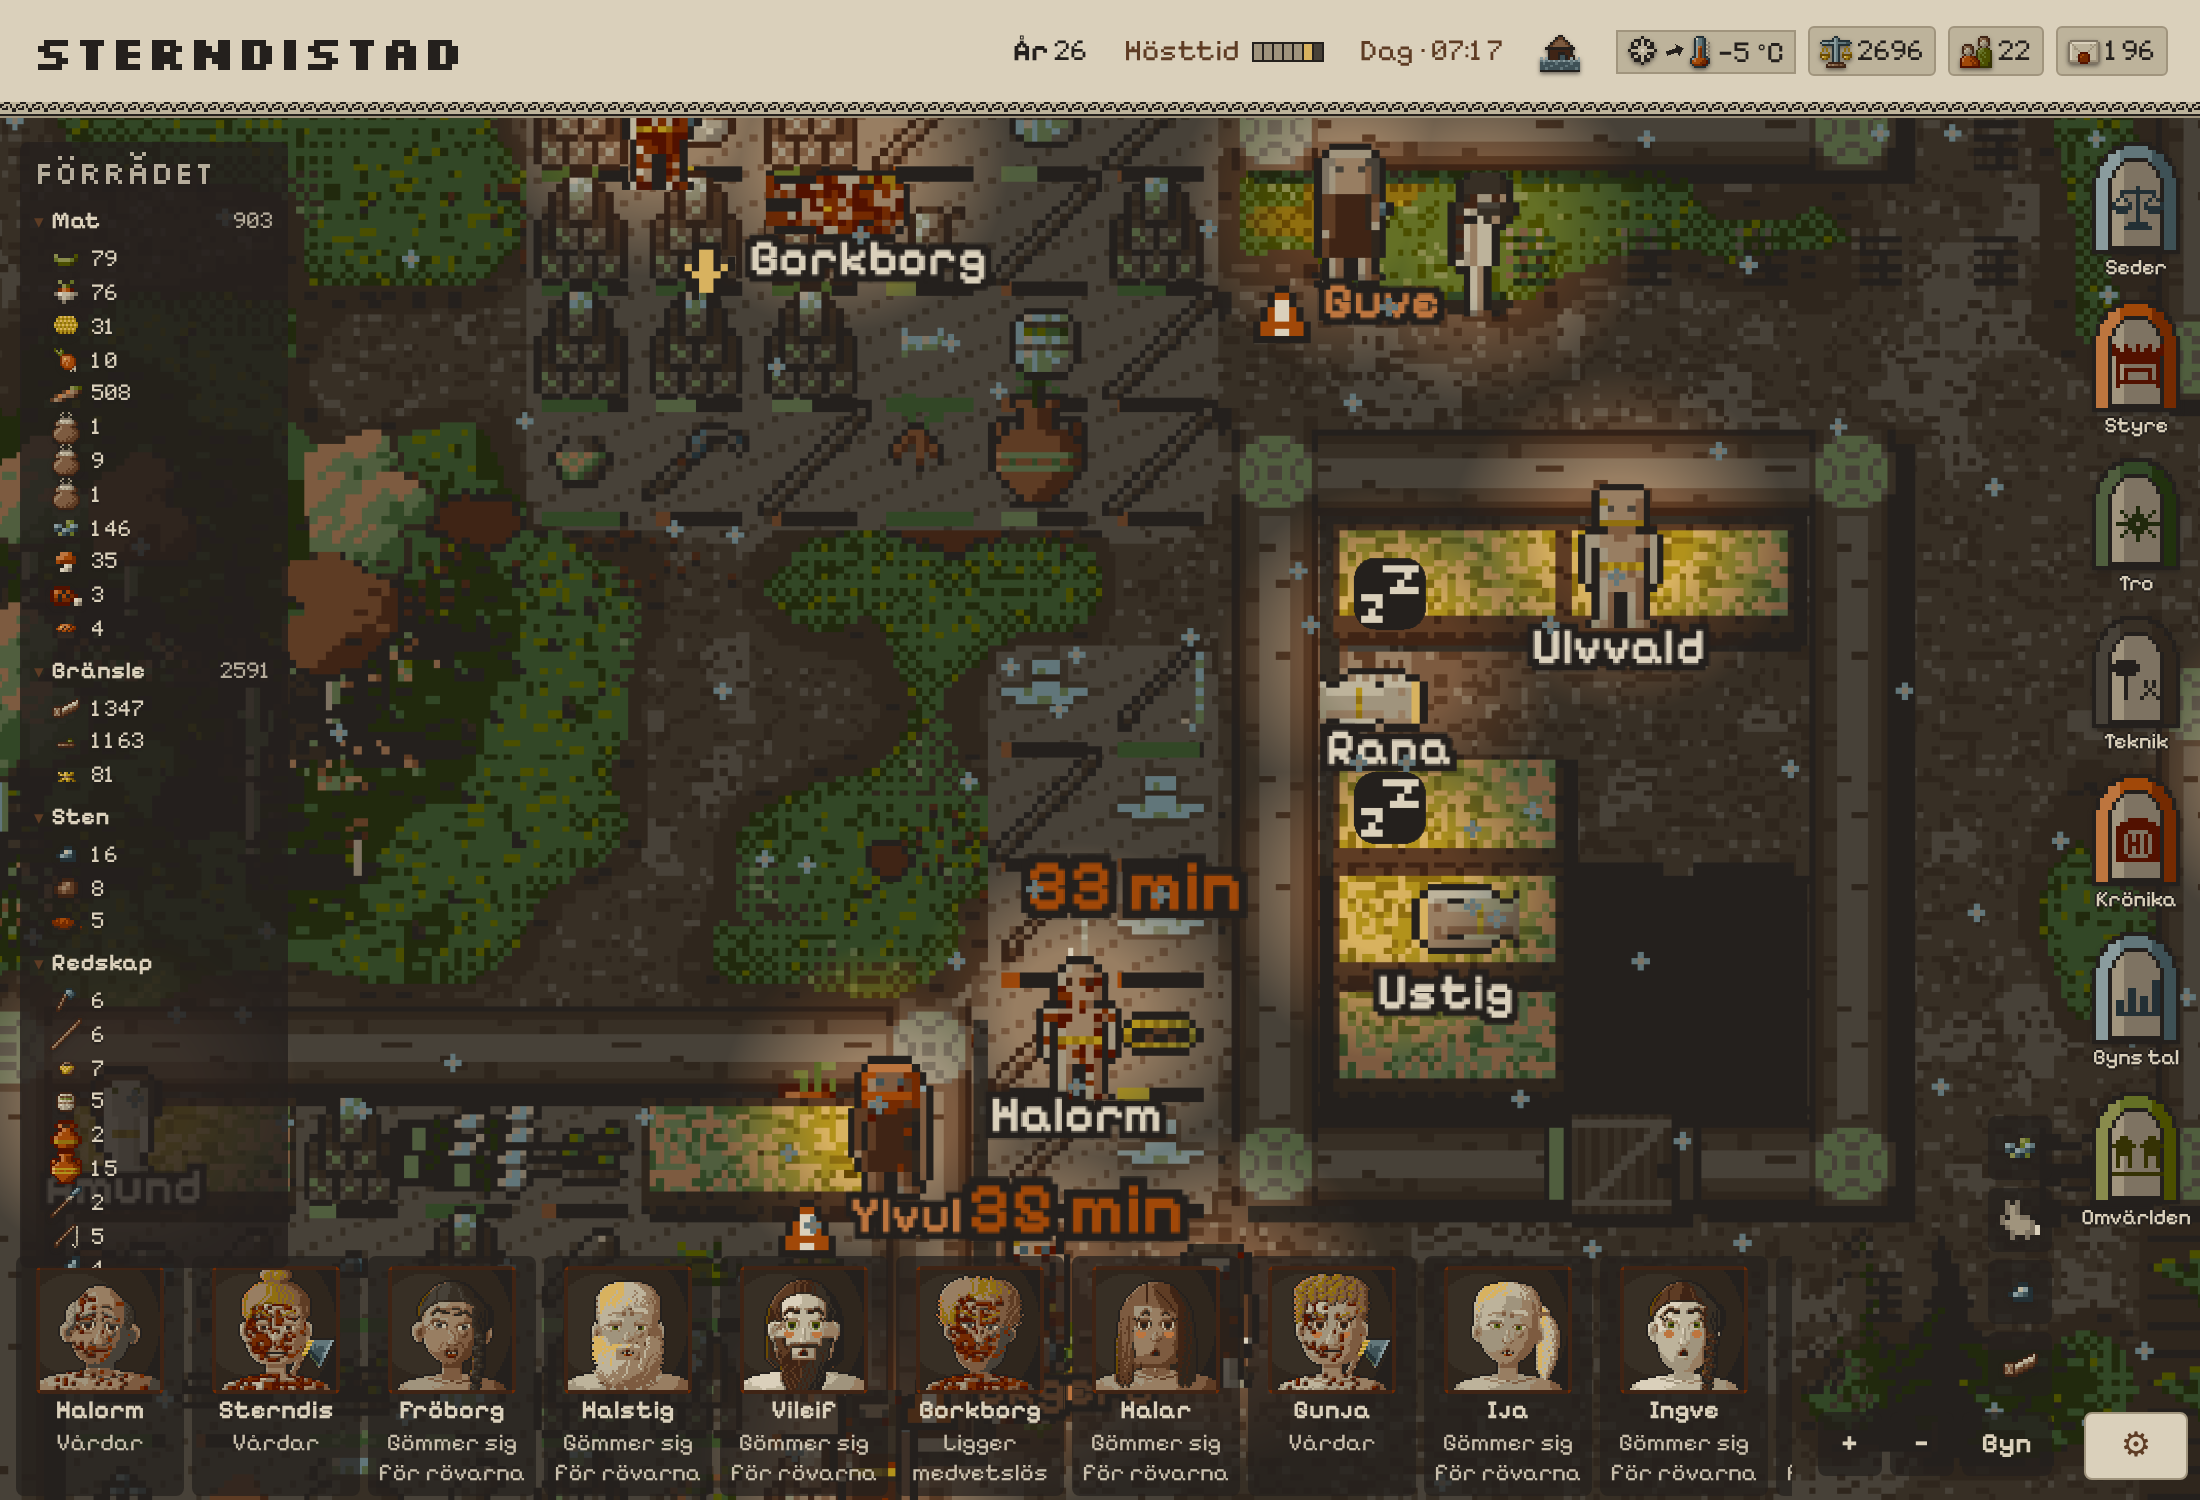 STERNDISTAD
År 26
Hösttid
Dag · 07:17
-5 °C
2696
22
196
FÖRRÅDET
Mat 903
79
76
31
10
508
1
9
1
146
35
3
4
Bränsle 2591
1347
1163
81
Sten
16
8
5
Redskap
6
6
7
5
2
15
2
5
Borkborg
Guve
Ulvvald
Rana
Ustig
33 min
Halorm
Ylvul
38 min
Seder
Styre
Tro
Teknik
Krönika
Byns tal
Omvärlden
Halorm
Vårdar
Sterndis
Vårdar
Fröborg
Gömmer sig
för rövarna
Halstig
Gömmer sig
för rövarna
Vileif
Gömmer sig
för rövarna
Borkborg
Ligger
medvetslös
Halar
Gömmer sig
för rövarna
Gunja
Vårdar
Ija
Gömmer sig
för rövarna
Ingve
Gömmer sig
för rövarna
+
-
Byn